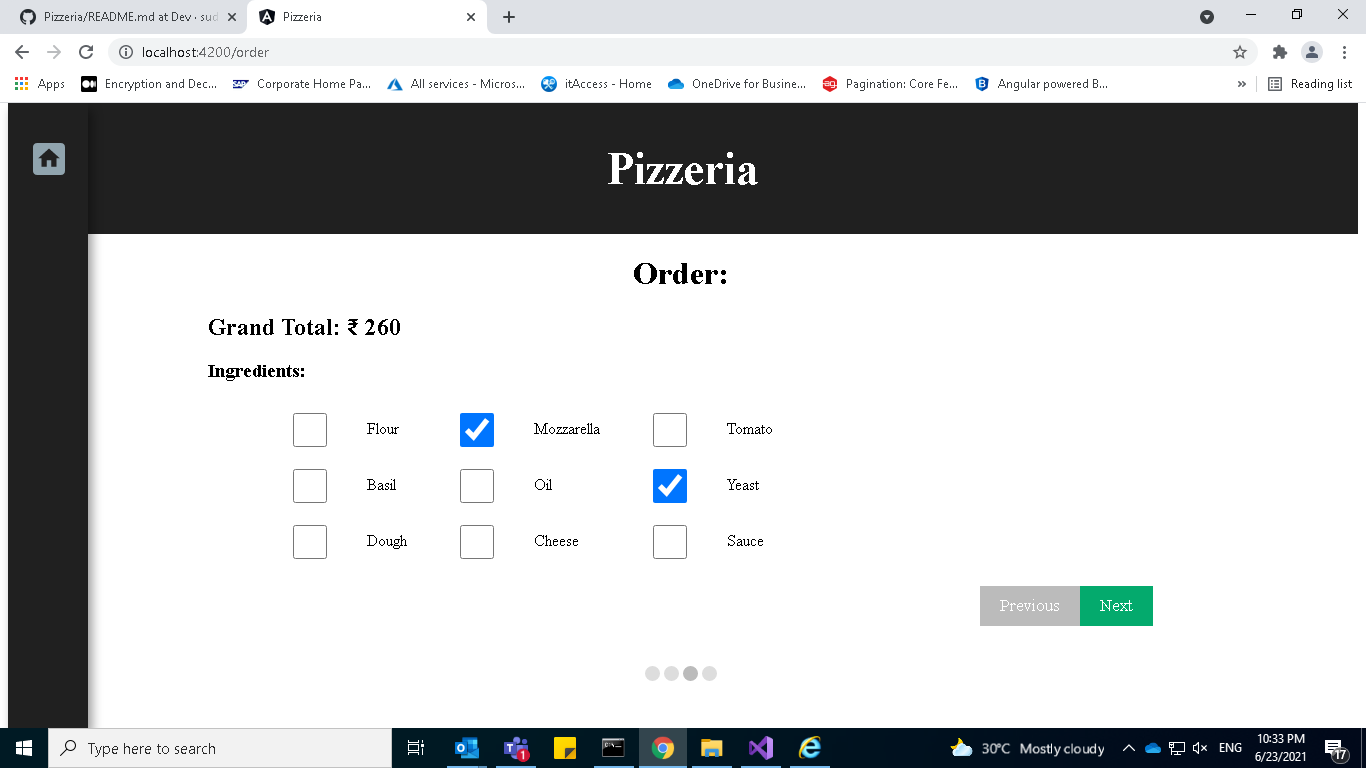 Pizzeria/README.md at Dev · sud
Pizzeria
localhost:4200/order
Apps
Encryption and Dec...
SAP
Corporate Home Pa...
All services - Micros...
itAccess - Home
OneDrive for Busine...
ag
Pagination: Core Fe...
B
Angular powered B...
»
Reading list
Pizzeria
Order:
Grand Total: ₹ 260
Ingredients:
Flour Mozzarella Tomato
Basil Oil Yeast
Dough Cheese Sauce
Previous Next
Type here to search
1
30°C Mostly cloudy
ENG
10:33 PM
6/23/2021
17